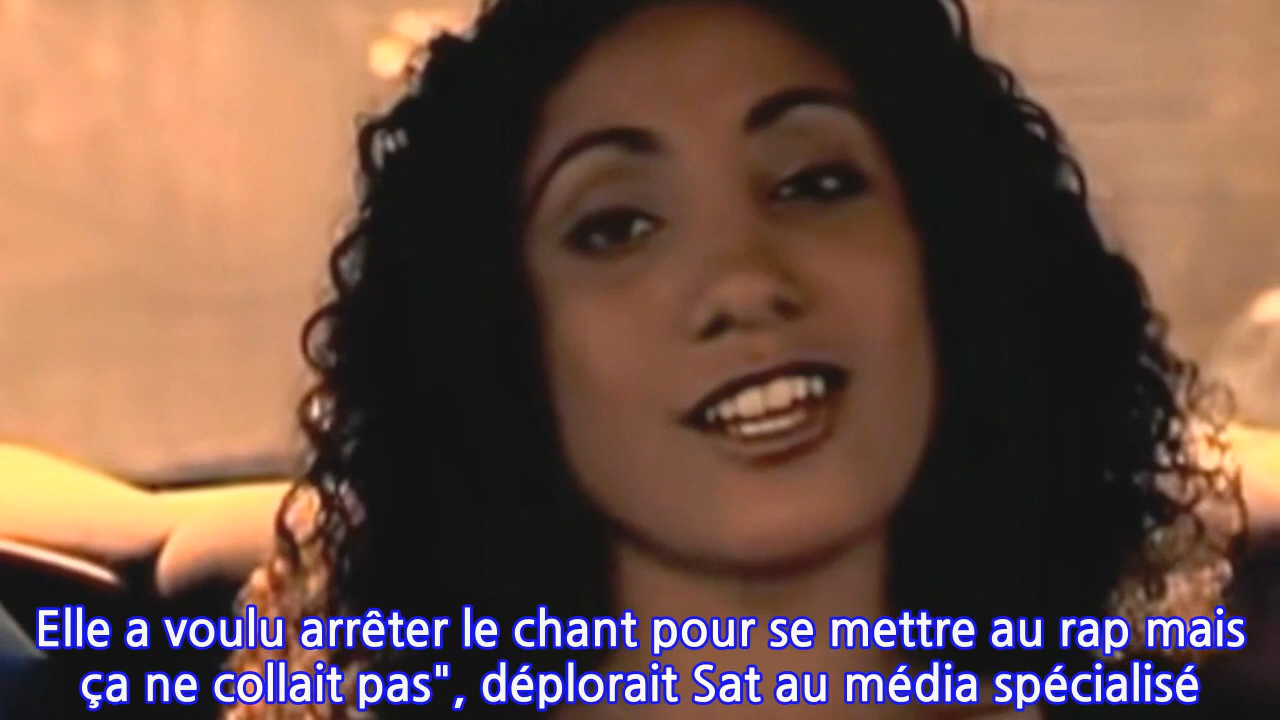 Elle a voulu arrêter le chant pour se mettre au rap mais
ça ne collait pas", déplorait Sat au média spécialisé